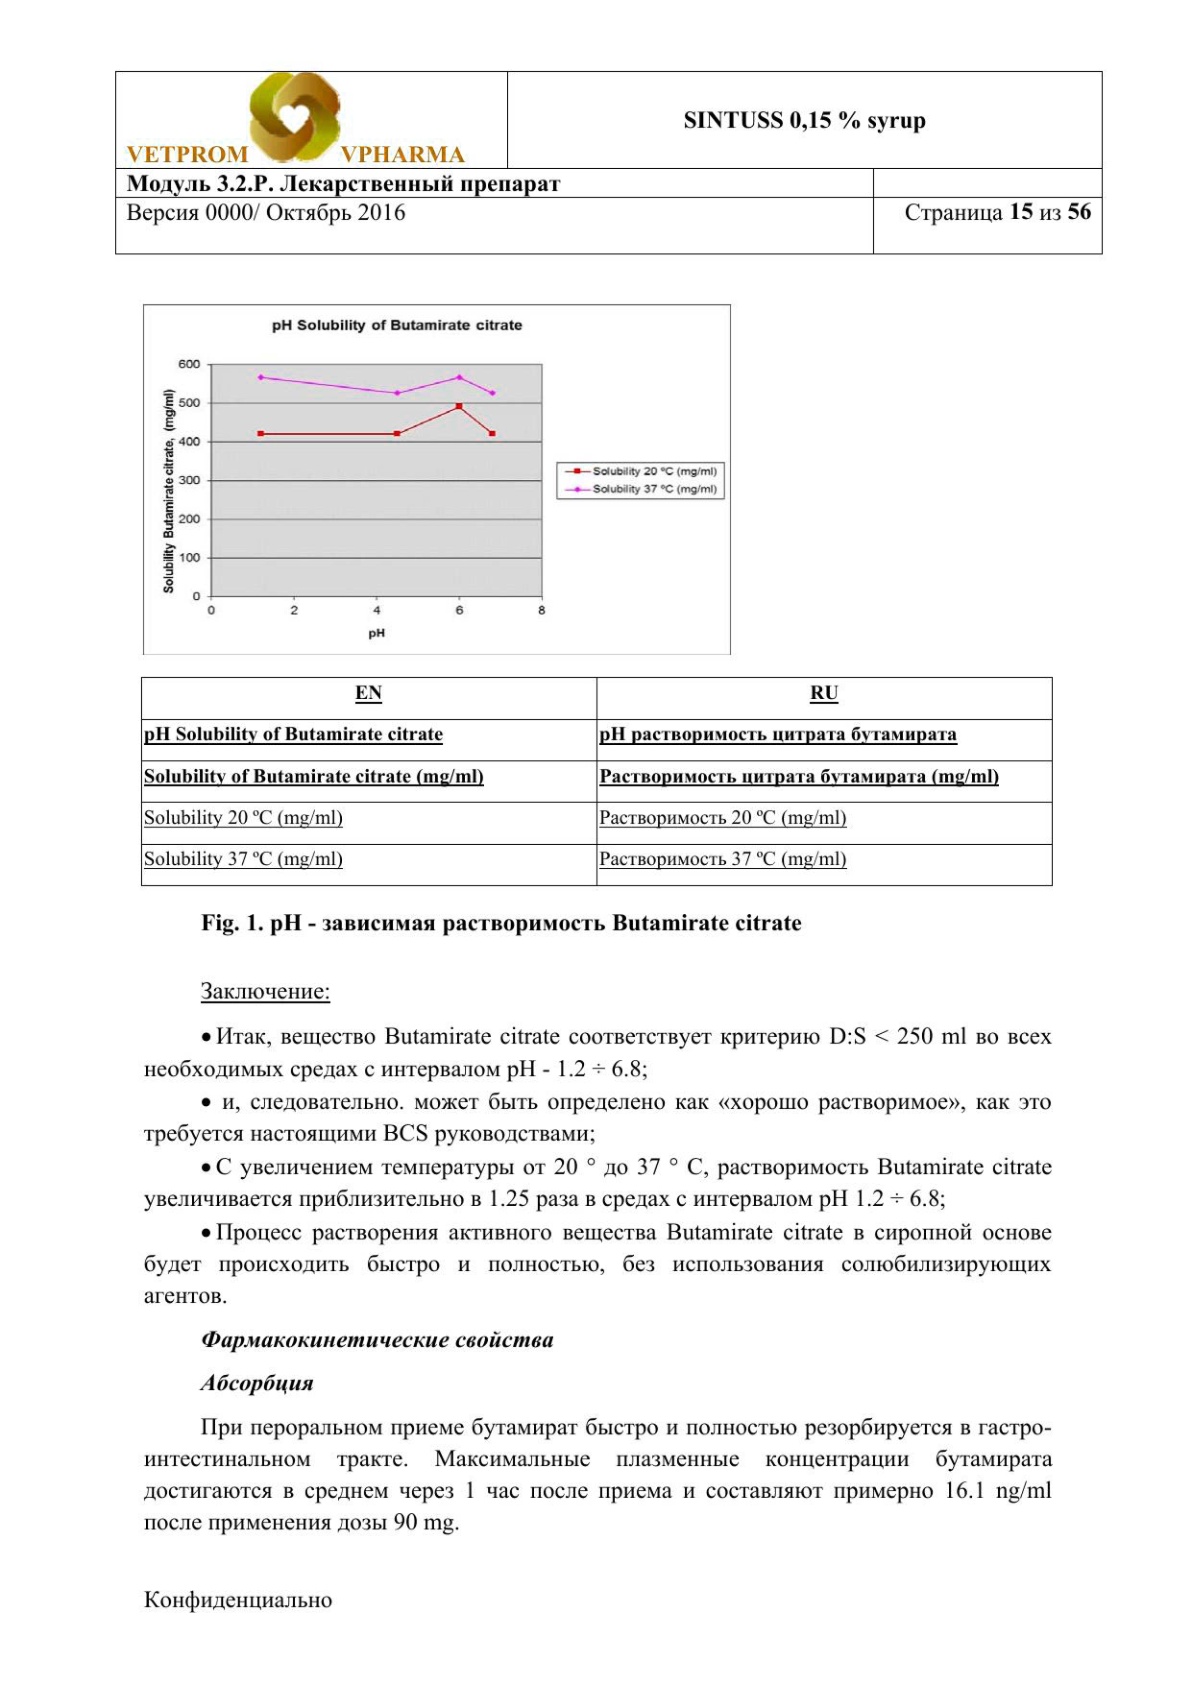 VETPROM VPHARMA
SINTUSS 0,15 % syrup
Модуль 3.2.P. Лекарственный препарат
Версия 0000/ Октябрь 2016
Страница 15 из 56
pH Solubility of Butamirate citrate
Solubility Butamirate citrate, (mg/ml)
600
500
400
300
200
100
0
0 2 4 6 8
pH
Solubility 20 ºC (mg/ml)
Solubility 37 ºC (mg/ml)
EN RU
pH Solubility of Butamirate citrate pH растворимость цитрата бутамирата
Solubility of Butamirate citrate (mg/ml) Растворимость цитрата бутамирата (mg/ml)
Solubility 20 ºC (mg/ml) Растворимость 20 ºC (mg/ml)
Solubility 37 ºC (mg/ml) Растворимость 37 ºC (mg/ml)
Fig. 1. pH - зависимая растворимость Butamirate citrate
Заключение:
• Итак, вещество Butamirate citrate соответствует критерию D:S < 250 ml во всех
необходимых средах с интервалом pH - 1.2 ÷ 6.8;
• и, следовательно. может быть определено как «хорошо растворимое», как это
требуется настоящими BCS руководствами;
• С увеличением температуры от 20 ° до 37 ° C, растворимость Butamirate citrate
увеличивается приблизительно в 1.25 раза в средах с интервалом pH 1.2 ÷ 6.8;
• Процесс растворения активного вещества Butamirate citrate в сиропной основе
будет происходить быстро и полностью, без использования солюбилизирующих
агентов.
Фармакокинетические свойства
Абсорбция
При пероральном приеме бутамират быстро и полностью резорбируется в гастро-
интестинальном тракте. Максимальные плазменные концентрации бутамирата
достигаются в среднем через 1 час после приема и составляют примерно 16.1 ng/ml
после применения дозы 90 mg.
Конфиденциально